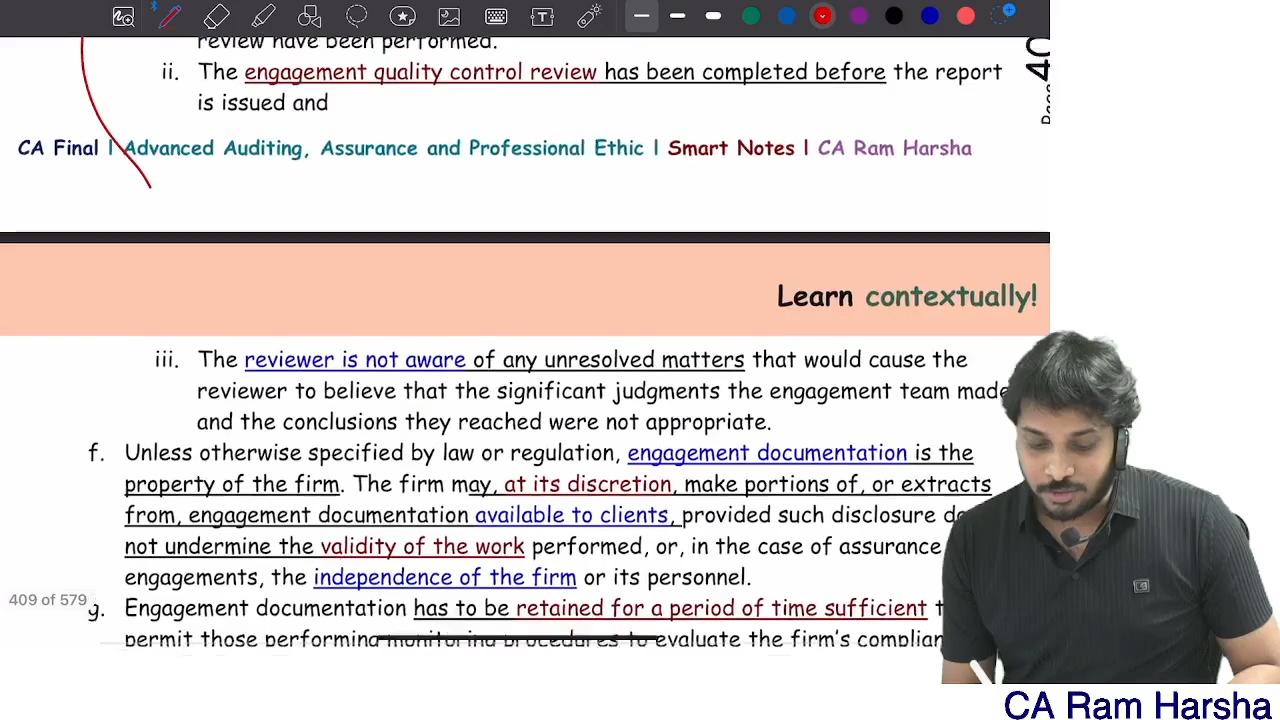 review have been performed.
ii. The engagement quality control review has been completed before the report
is issued and
CA Final | Advanced Auditing, Assurance and Professional Ethic | Smart Notes | CA Ram Harsha
Learn contextually!
iii. The reviewer is not aware of any unresolved matters that would cause the
reviewer to believe that the significant judgments the engagement team made
and the conclusions they reached were not appropriate.
f. Unless otherwise specified by law or regulation, engagement documentation is the
property of the firm. The firm may, at its discretion, make portions of, or extracts
from, engagement documentation available to clients, provided such disclosure
not undermine the validity of the work performed, or, in the case of assurance
engagements, the independence of the firm or its personnel.
409 of 579
g. Engagement documentation has to be retained for a period of time sufficient
permit those performing monitoring procedures to evaluate the firm's
CA Ram Harsha